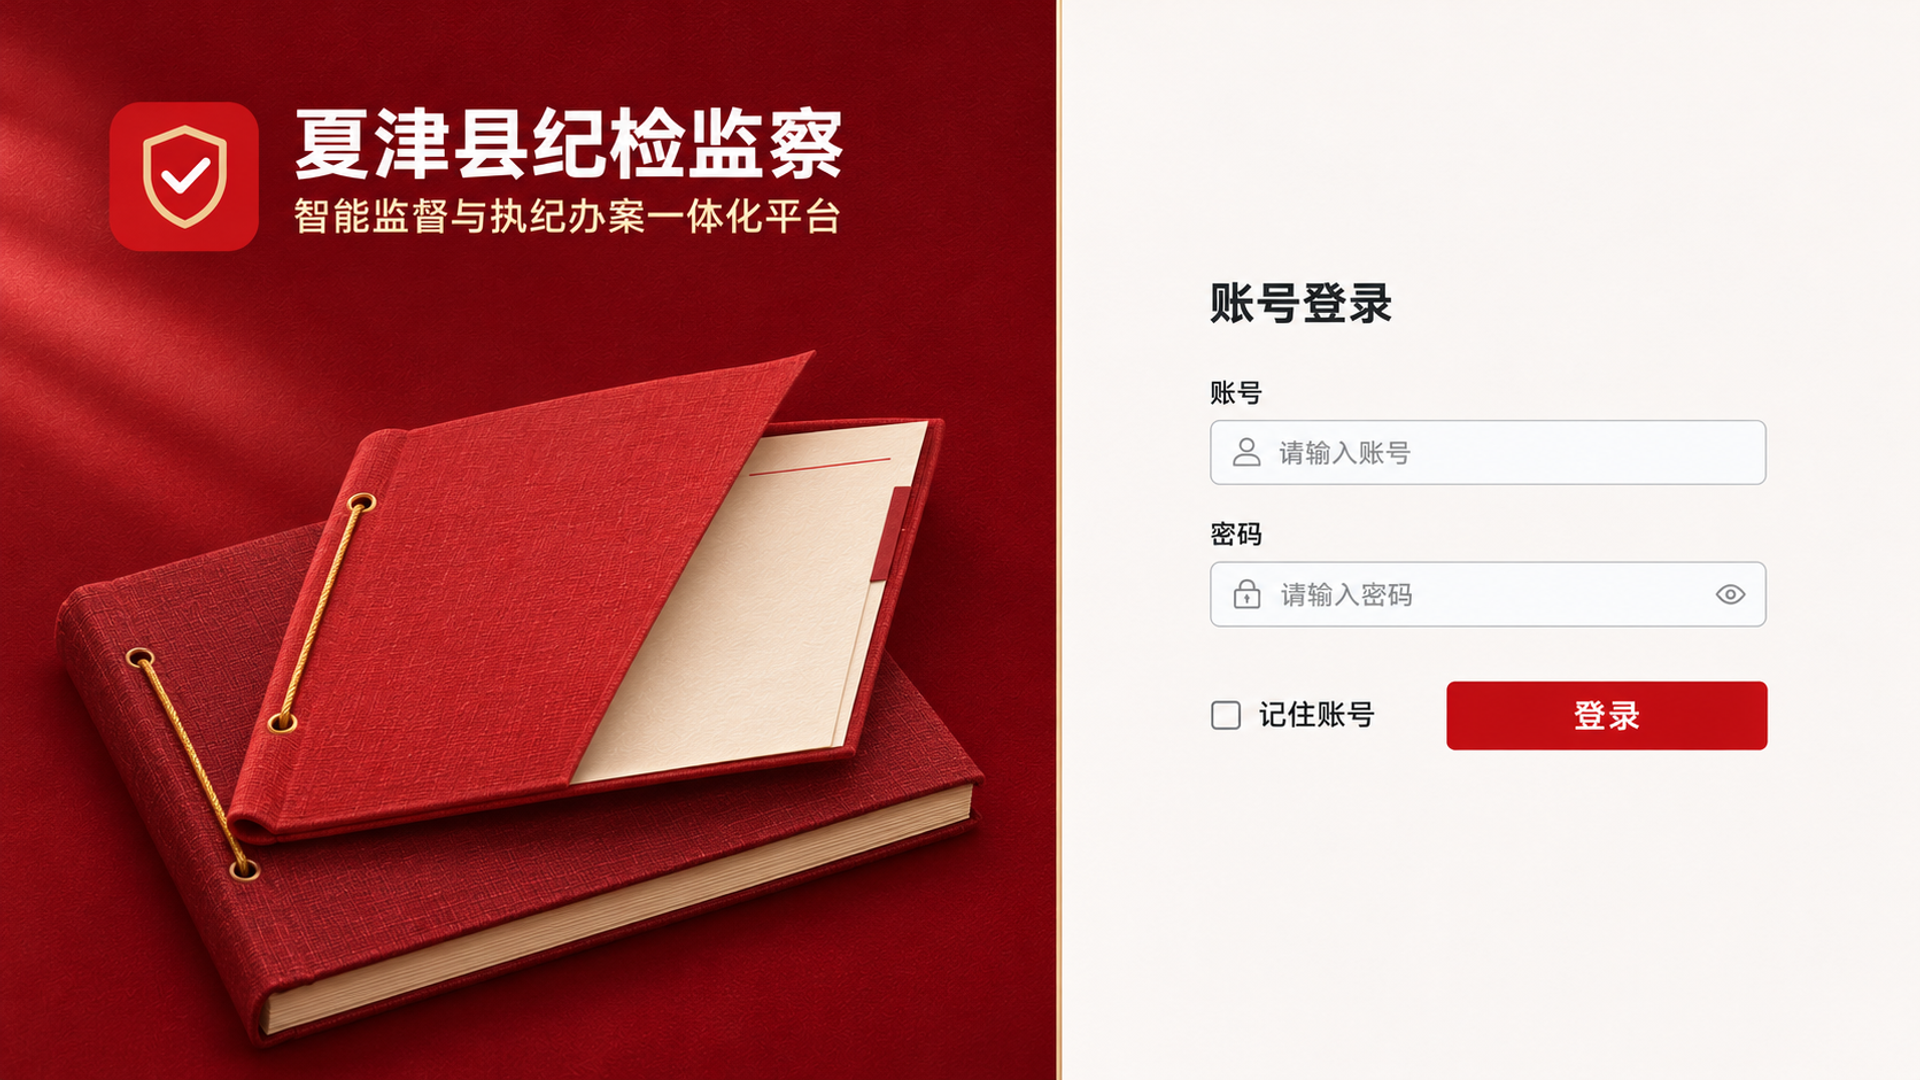 夏津县纪检监察
智能监督与执纪办案一体化平台
账号登录
账号
请输入账号
密码
请输入密码
记住账号
登录